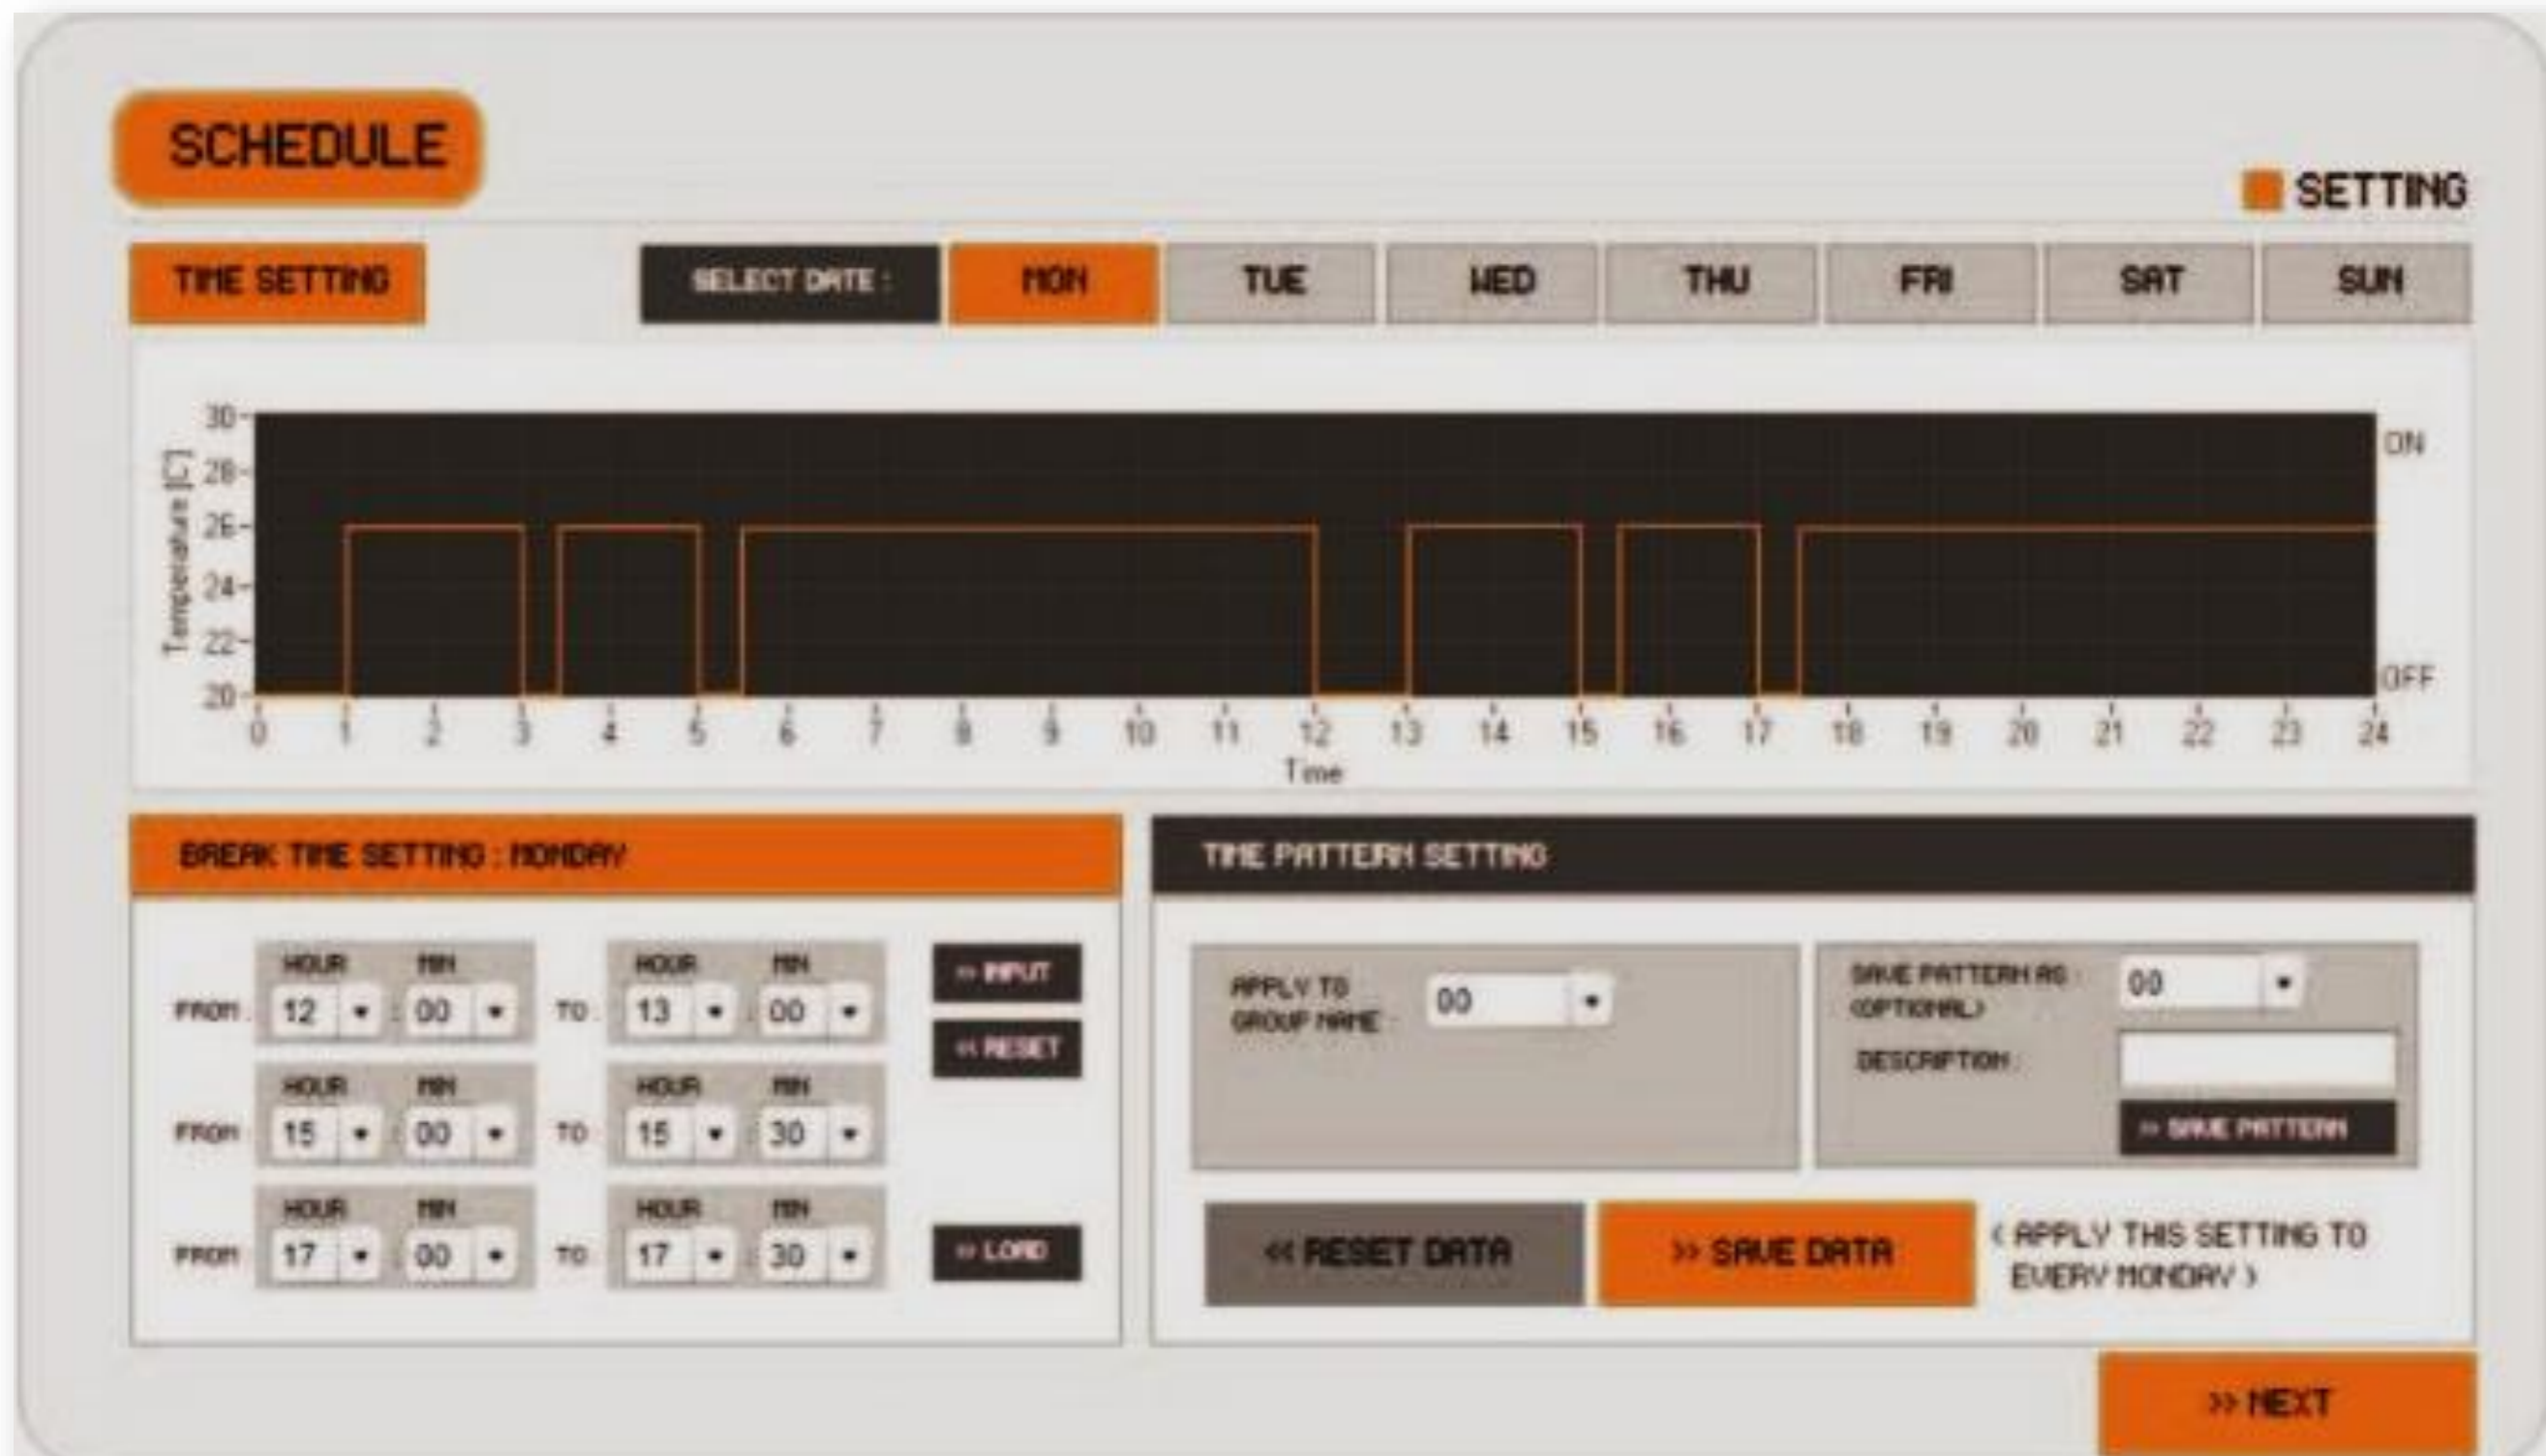 SCHEDULE
SETTING
TIME SETTING
SELECT DATE :
MON
TUE
WED
THU
FRI
SAT
SUN
30
28
26
24
22
20
Temperature [C']
ON
OFF
0 1 2 3 4 5 6 7 8 9 10 11 12 13 14 15 16 17 18 19 20 21 22 23 24
Time
BREAK TIME SETTING : MONDAY
HOUR MIN HOUR MIN
FROM : 12 : 00 TO : 13 : 00
>> INPUT
<< RESET
HOUR MIN HOUR MIN
FROM : 15 : 00 TO : 15 : 30
HOUR MIN HOUR MIN
FROM : 17 : 00 TO : 17 : 30
>> LOAD
TIME PATTERN SETTING
APPLY TO
GROUP NAME : 00
SAVE PATTERN AS : 00
(OPTIONAL)
DESCRIPTION :
>> SAVE PATTERN
<< RESET DATA
>> SAVE DATA
< APPLY THIS SETTING TO
EVERY MONDAY >
>> NEXT